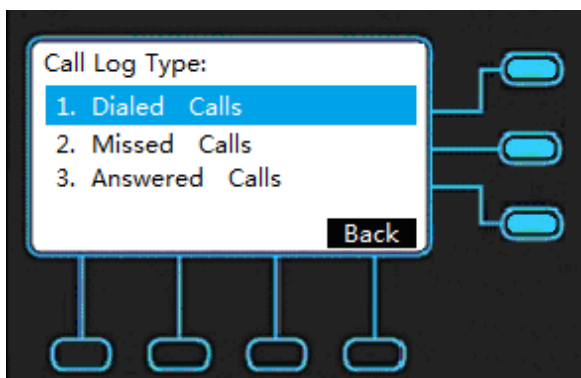 Call Log Type:
1. Dialed Calls
2. Missed Calls
3. Answered Calls
Back